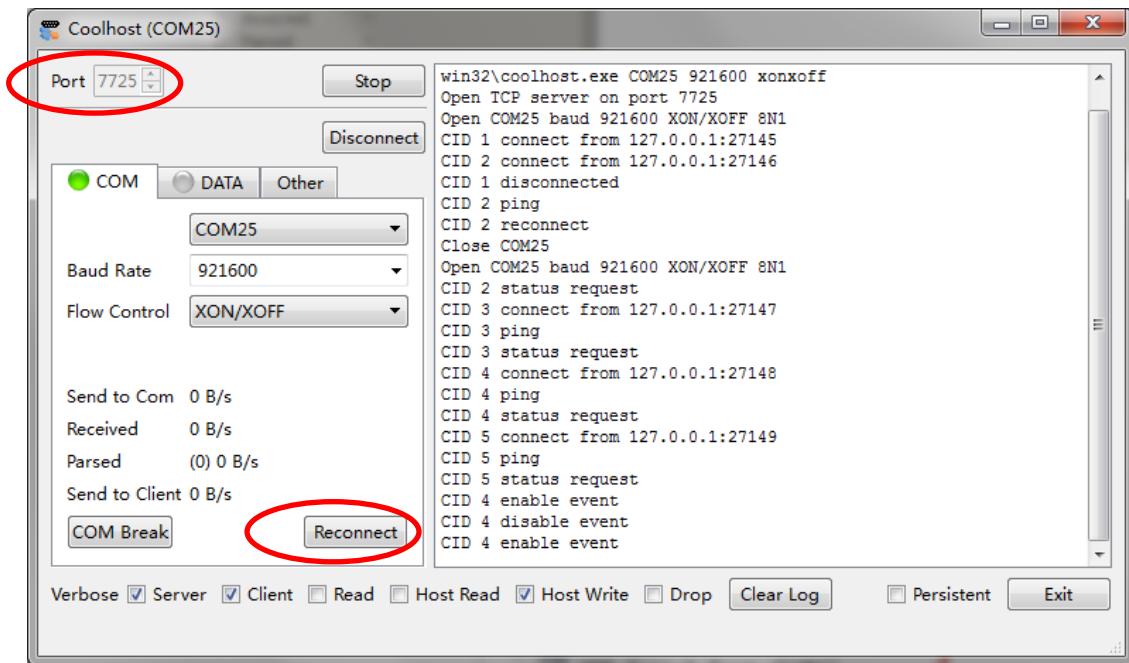 Coolhost (COM25)
Port 7725 Stop
Disconnect
COM DATA Other
COM25
Baud Rate 921600
Flow Control XON/XOFF
Send to Com 0 B/s
Received 0 B/s
Parsed (0) 0 B/s
Send to Client 0 B/s
COM Break Reconnect
win32\coolhost.exe COM25 921600 xonxoff
Open TCP server on port 7725
Open COM25 baud 921600 XON/XOFF 8N1
CID 1 connect from 127.0.0.1:27145
CID 2 connect from 127.0.0.1:27146
CID 1 disconnected
CID 2 ping
CID 2 reconnect
Close COM25
Open COM25 baud 921600 XON/XOFF 8N1
CID 2 status request
CID 3 connect from 127.0.0.1:27147
CID 3 ping
CID 3 status request
CID 4 connect from 127.0.0.1:27148
CID 4 ping
CID 4 status request
CID 5 connect from 127.0.0.1:27149
CID 5 ping
CID 5 status request
CID 4 enable event
CID 4 disable event
CID 4 enable event
Verbose Server Client Read Host Read Host Write Drop Clear Log Persistent Exit